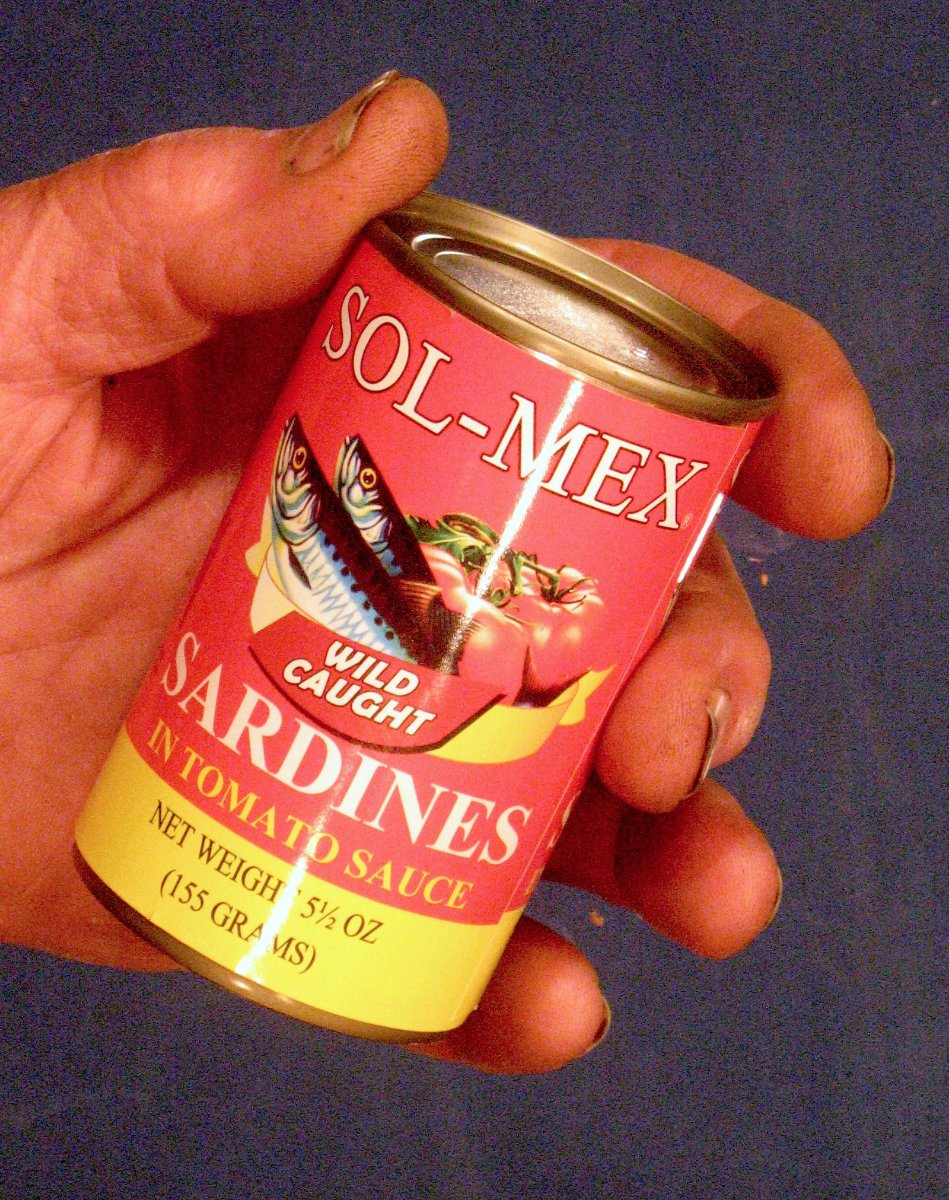 SOL-MEX®
WILD
CAUGHT
SARDINES
IN TOMATO SAUCE
NET WEIGHT 5½ OZ
(155 GRAMS)